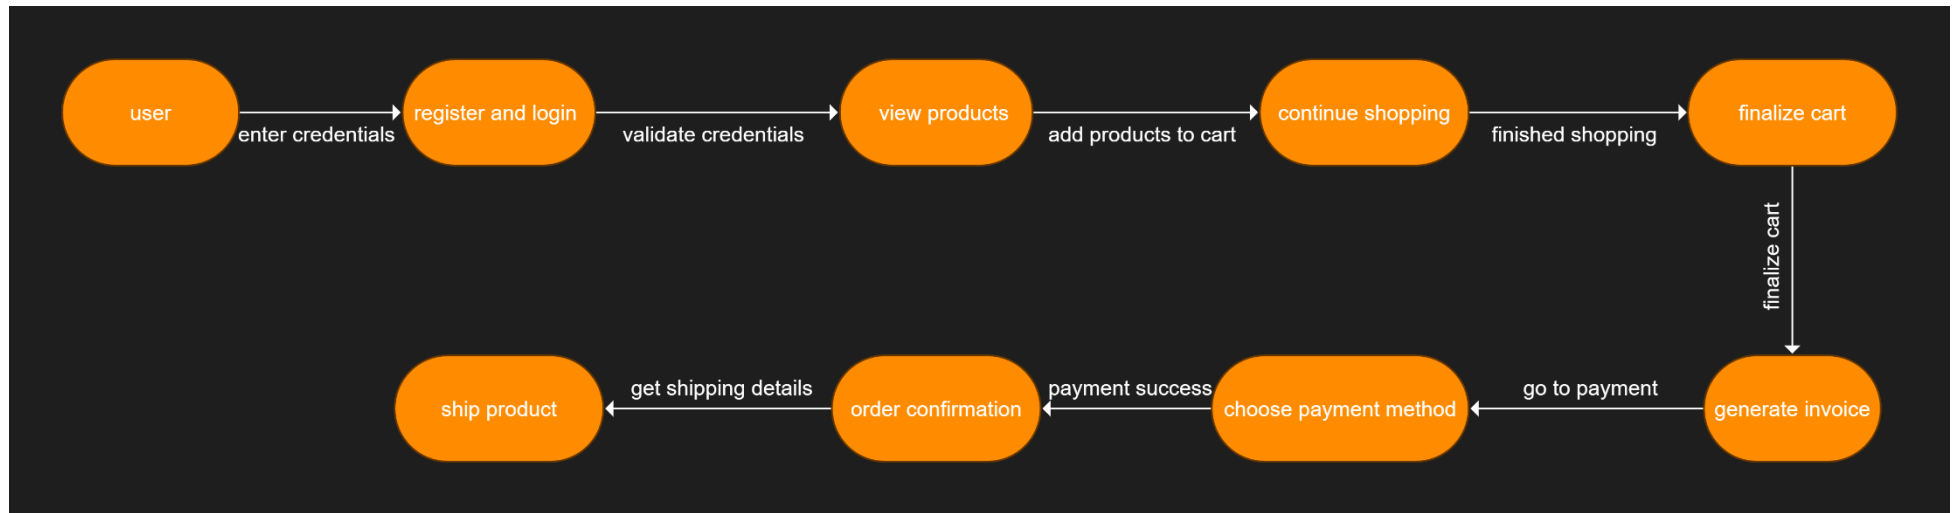 user
enter credentials
register and login
validate credentials
view products
add products to cart
continue shopping
finished shopping
finalize cart
finalize cart
generate invoice
go to payment
choose payment method
payment success
order confirmation
get shipping details
ship product